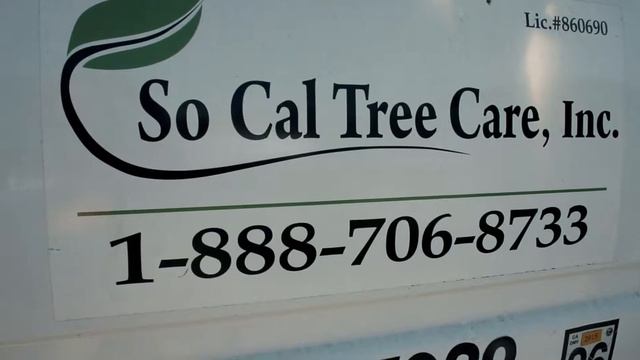 Lic.#860690
So Cal Tree Care, Inc.
1-888-706-8733